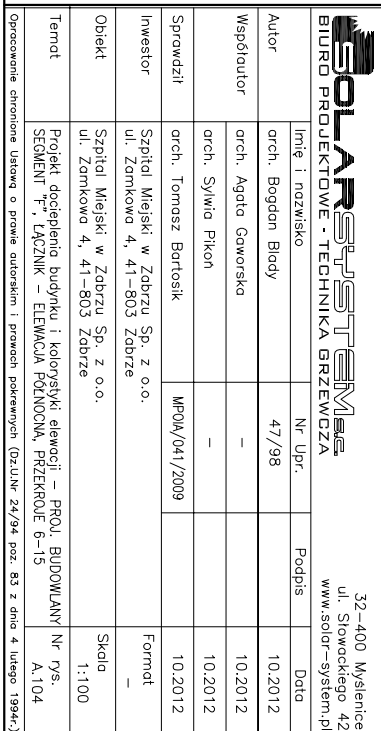 SOLARSYSTEM s.c.
BIURO PROJEKTOWE - TECHNIKA GRZEWCZA
32-400 Myślenice
ul. Słowackiego 42
www.solar-system.pl
Imię i nazwisko Nr Upr. Podpis Data
Autor arch. Bogdan Blady 47/98 10.2012
Współautor arch. Agata Gaworska – 10.2012
arch. Sylwia Pikoń – 10.2012
Sprawdził arch. Tomasz Bartosik MPOIA/041/2009 10.2012
Inwestor Szpital Miejski w Zabrzu Sp. z o.o. Format
ul. Zamkowa 4, 41-803 Zabrze –
Obiekt Szpital Miejski w Zabrzu Sp. z o.o. Skala
ul. Zamkowa 4, 41-803 Zabrze 1:100
Temat Projekt docieplenia budynku i kolorystyki elewacji – PROJ. BUDOWLANY Nr rys.
SEGMENT "F", ŁĄCZNIK – ELEWACJA PÓŁNOCNA, PRZEKROJE 6-15 A.104
Opracowanie chronione Ustawą o prawie autorskim i prawach pokrewnych (Dz.U.Nr 24/94 poz. 83 z dnia 4 lutego 1994r.)